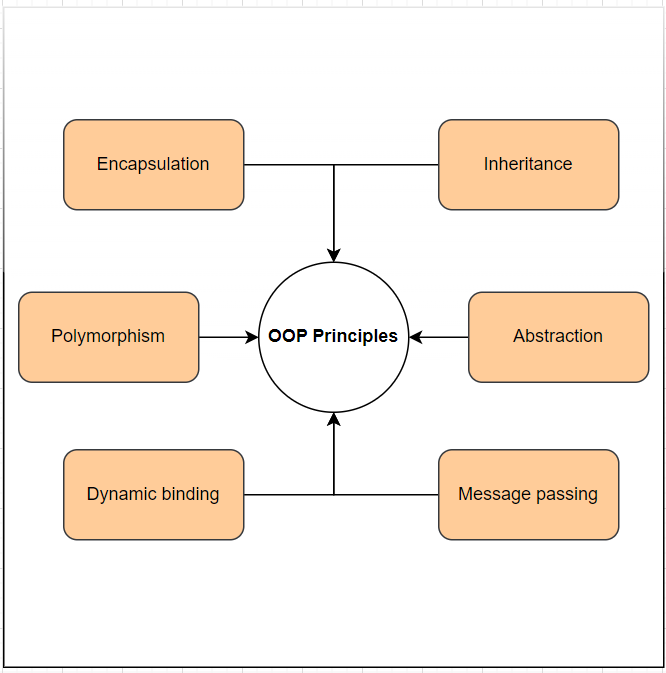 Encapsulation
Inheritance
Polymorphism
OOP Principles
Abstraction
Dynamic binding
Message passing